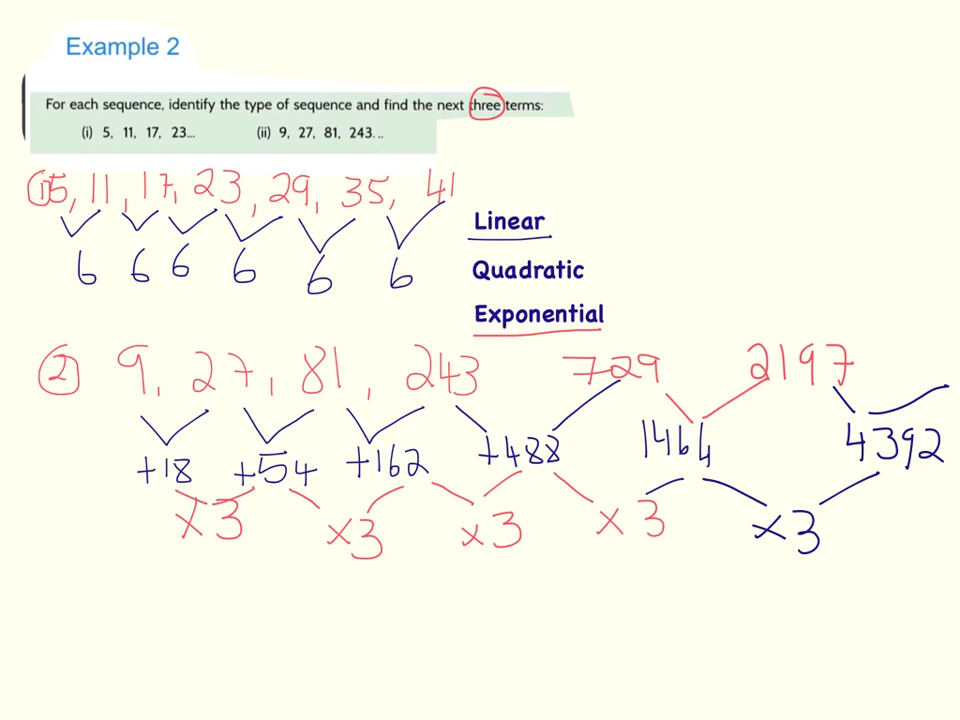 Example 2
For each sequence, identify the type of sequence and find the next three terms:
(i) 5, 11, 17, 23... (ii) 9, 27, 81, 243...
(1) 5, 11, 17, 23, 29, 35, 41
6 6 6 6 6 6
Linear
Quadratic
Exponential
(2) 9, 27, 81, 243 729 2197
+18 +54 +162 +488 1464 4392
×3 ×3 ×3 ×3 ×3